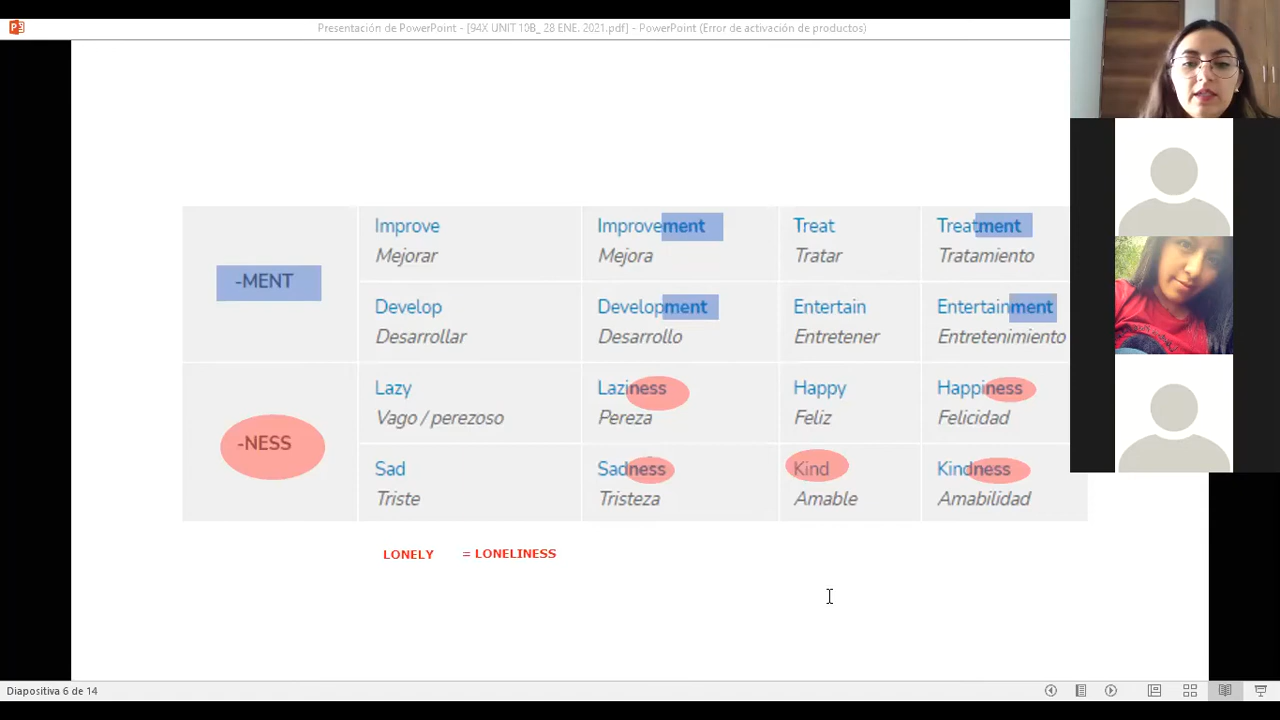 Presentación de PowerPoint - [94X UNIT 10B_ 28 ENE. 2021.pdf] - PowerPoint (Error de activación de productos)
Improve Improvement Treat Treatment
Mejorar Mejora Tratar Tratamiento
-MENT
Develop Development Entertain Entertainment
Desarrollar Desarrollo Entretener Entretenimiento
Lazy Laziness Happy Happiness
Vago / perezoso Pereza Feliz Felicidad
-NESS
Sad Sadness Kind Kindness
Triste Tristeza Amable Amabilidad
LONELY = LONELINESS
Diapositiva 6 de 14